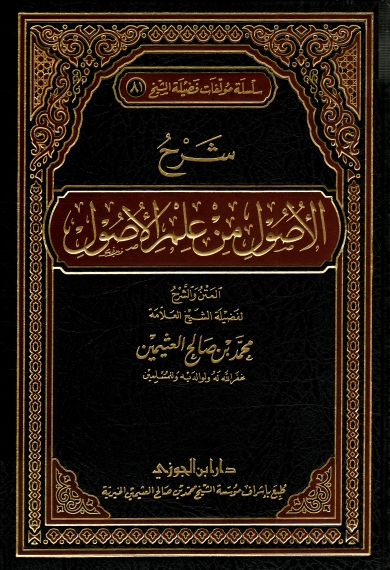 سلسلة مؤلفات فضيلة الشيخ (٨١)
شرح
الأصول من علم الأصول
المتن والشرح
لفضيلة الشيخ العلامة
محمد بن صالح العثيمين
غفر الله له ولوالديه وللمسلمين
دار ابن الجوزي
طبع بإشراف مؤسسة الشيخ محمد بن صالح العثيمين الخيرية